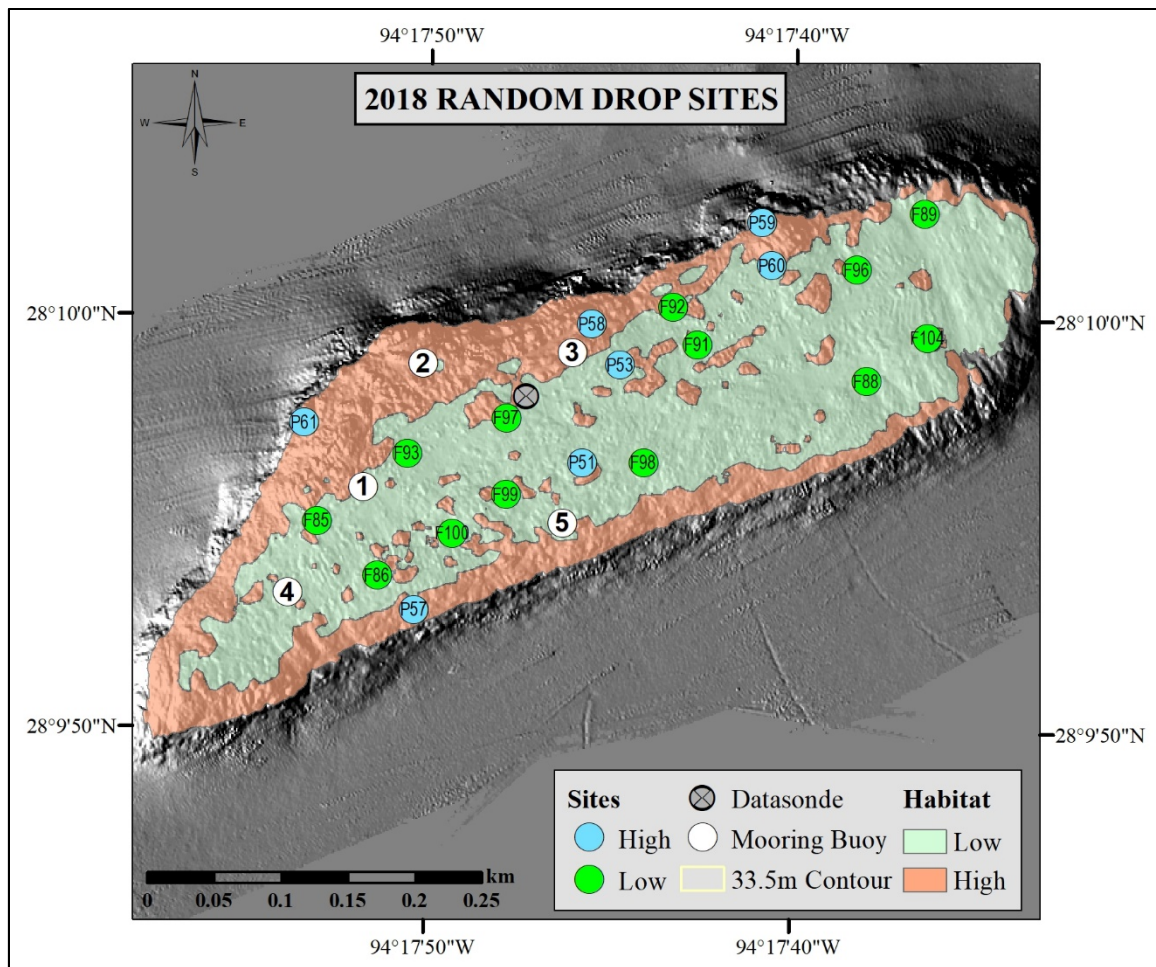 94°17'50"W
94°17'40"W
N
W
E
S
2018 RANDOM DROP SITES
F89
P59
P60
F96
28°10'0"N
28°10'0"N
F92
P58
F91
F104
3
2
P53
F88
P61
F97
F93
P51
F98
1
F99
F85
5
F100
F86
4
P57
28°9'50"N
28°9'50"N
Sites
Datasonde
Habitat
High
Mooring Buoy
Low
Low
33.5m Contour
High
km
0 0.05 0.1 0.15 0.2 0.25
94°17'50"W
94°17'40"W